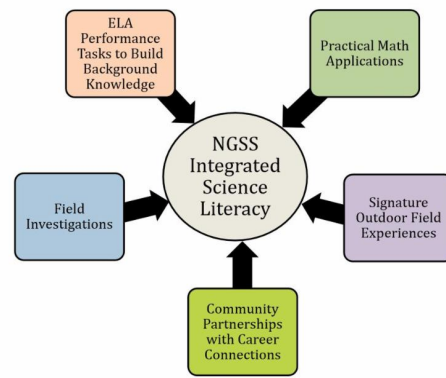 ELA
Performance
Tasks to Build
Background
Knowledge
Practical Math
Applications
NGSS
Integrated
Science
Literacy
Field
Investigations
Signature
Outdoor Field
Experiences
Community
Partnerships
with Career
Connections